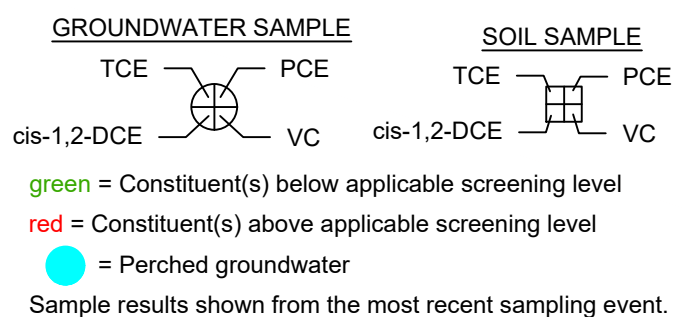 GROUNDWATER SAMPLE
TCE PCE
cis-1,2-DCE VC
SOIL SAMPLE
TCE PCE
cis-1,2-DCE VC
green = Constituent(s) below applicable screening level
red = Constituent(s) above applicable screening level
= Perched groundwater
Sample results shown from the most recent sampling event.